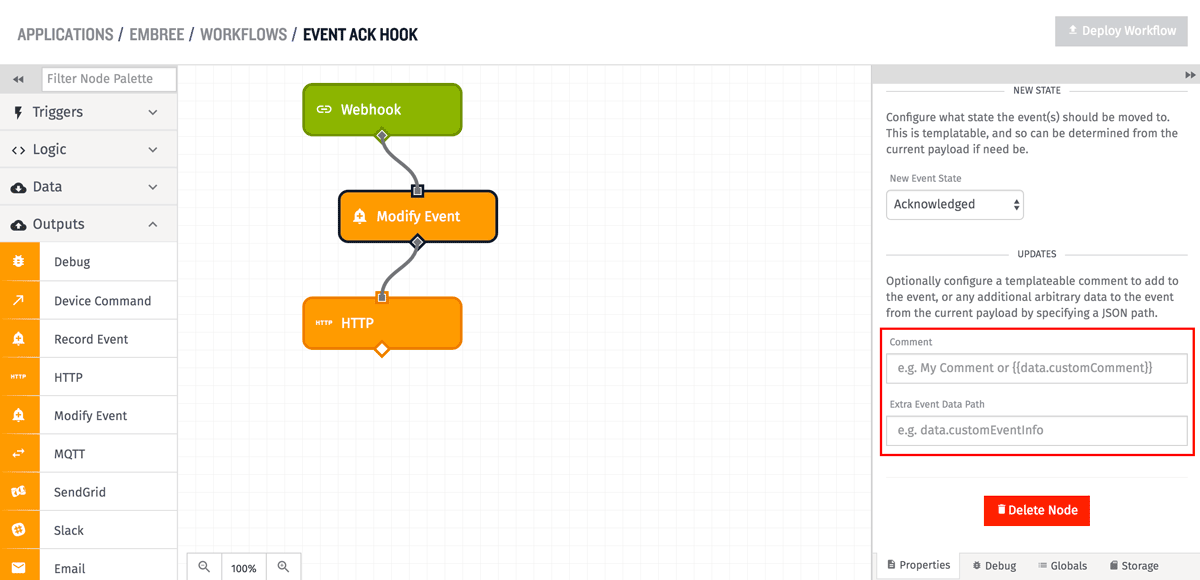 APPLICATIONS / EMBREE / WORKFLOWS / EVENT ACK HOOK
Deploy Workflow
Filter Node Palette
Triggers
Logic
Data
Outputs
Debug
Device Command
Record Event
HTTP HTTP
Modify Event
MQTT
SendGrid
Slack
Email
Webhook
Modify Event
HTTP HTTP
100%
NEW STATE
Configure what state the event(s) should be moved to.
This is templatable, and so can be determined from the
current payload if need be.
New Event State
Acknowledged
UPDATES
Optionally configure a templateable comment to add to
the event, or any additional arbitrary data to the event
from the current payload by specifying a JSON path.
Comment
e.g. My Comment or {{data.customComment}}
Extra Event Data Path
e.g. data.customEventInfo
Delete Node
Properties Debug Globals Storage